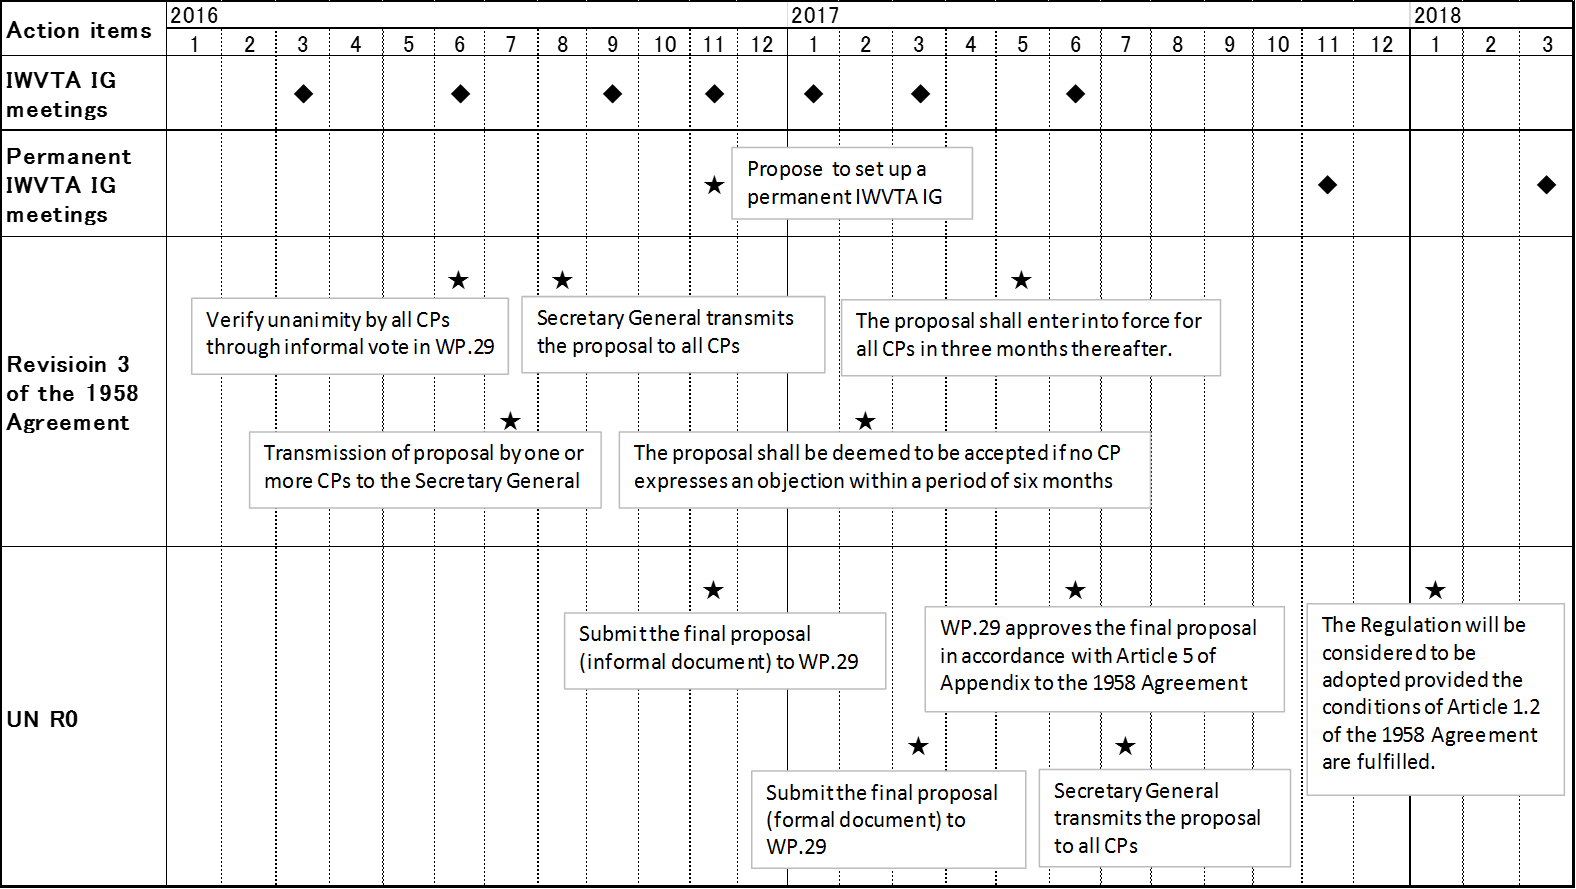 Action items
2016
2017
2018
1 2 3 4 5 6 7 8 9 10 11 12 1 2 3 4 5 6 7 8 9 10 11 12 1 2 3
IWVTA IG
meetings
Permanent
IWVTA IG
meetings
Propose to set up a
permanent IWVTA IG
Revisioin 3
of the 1958
Agreement
Verify unanimity by all CPs
through informal vote in WP.29
Secretary General transmits
the proposal to all CPs
The proposal shall enter into force for
all CPs in three months thereafter.
Transmission of proposal by one or
more CPs to the Secretary General
The proposal shall be deemed to be accepted if no CP
expresses an objection within a period of six months
UN R0
Submit the final proposal
(informal document) to WP.29
WP.29 approves the final proposal
in accordance with Article 5 of
Appendix to the 1958 Agreement
The Regulation will be
considered to be
adopted provided the
conditions of Article 1.2
of the 1958 Agreement
are fulfilled.
Submit the final proposal
(formal document) to
WP.29
Secretary General
transmits the proposal
to all CPs